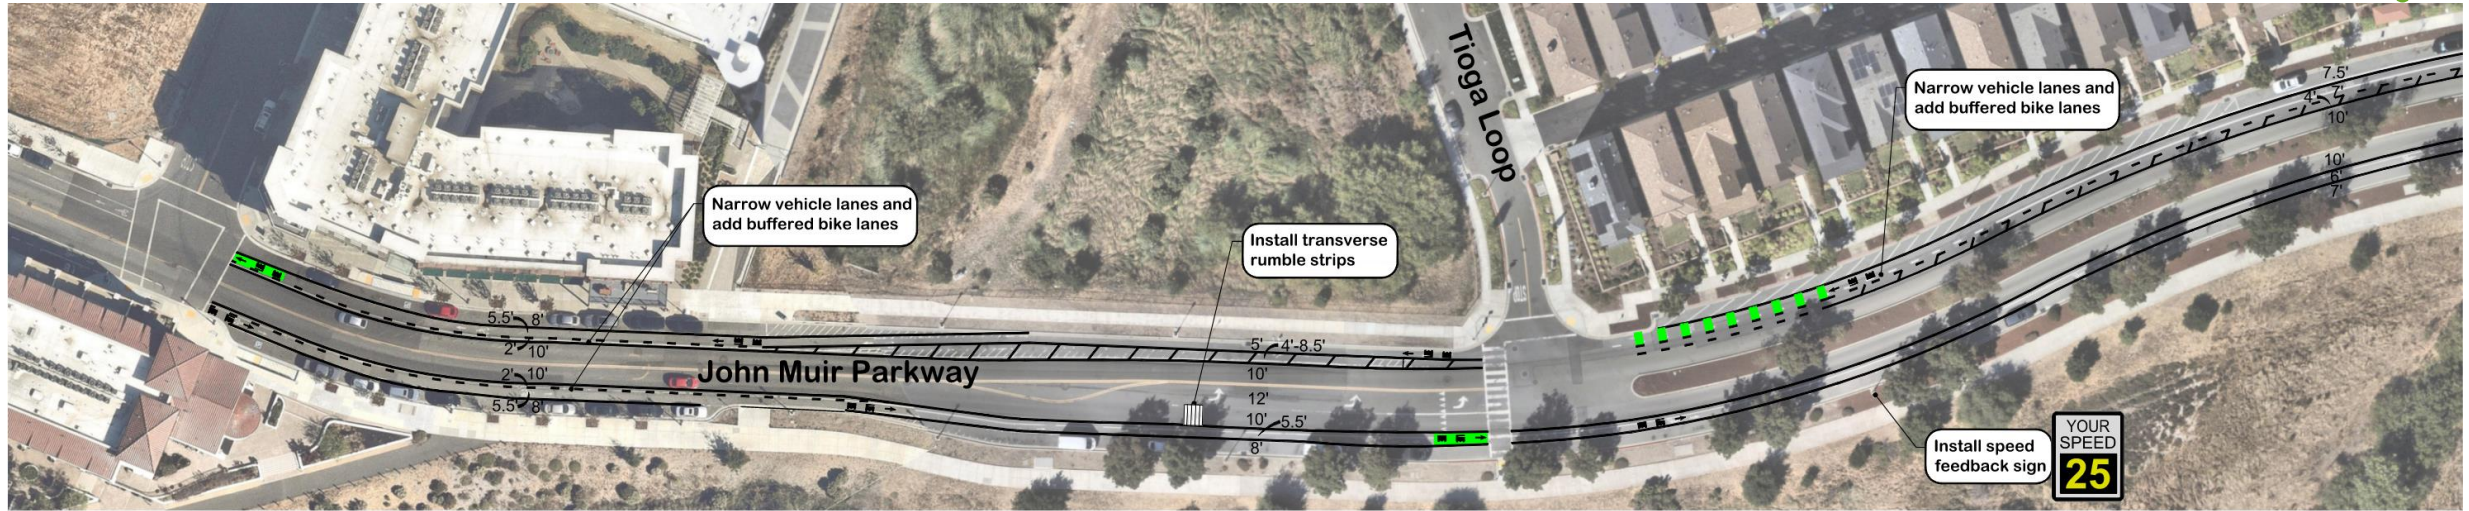 Tioga Loop
7.5'
7'
4'
10'
Narrow vehicle lanes and
add buffered bike lanes
10'
6'
7'
Narrow vehicle lanes and
add buffered bike lanes
Install transverse
rumble strips
STOP
5.5' 8'
2' 10'
5' 4'-8.5'
10'
John Muir Parkway
2' 10'
5.5' 8'
12'
10' 5.5'
8'
Install speed
feedback sign
YOUR
SPEED
25